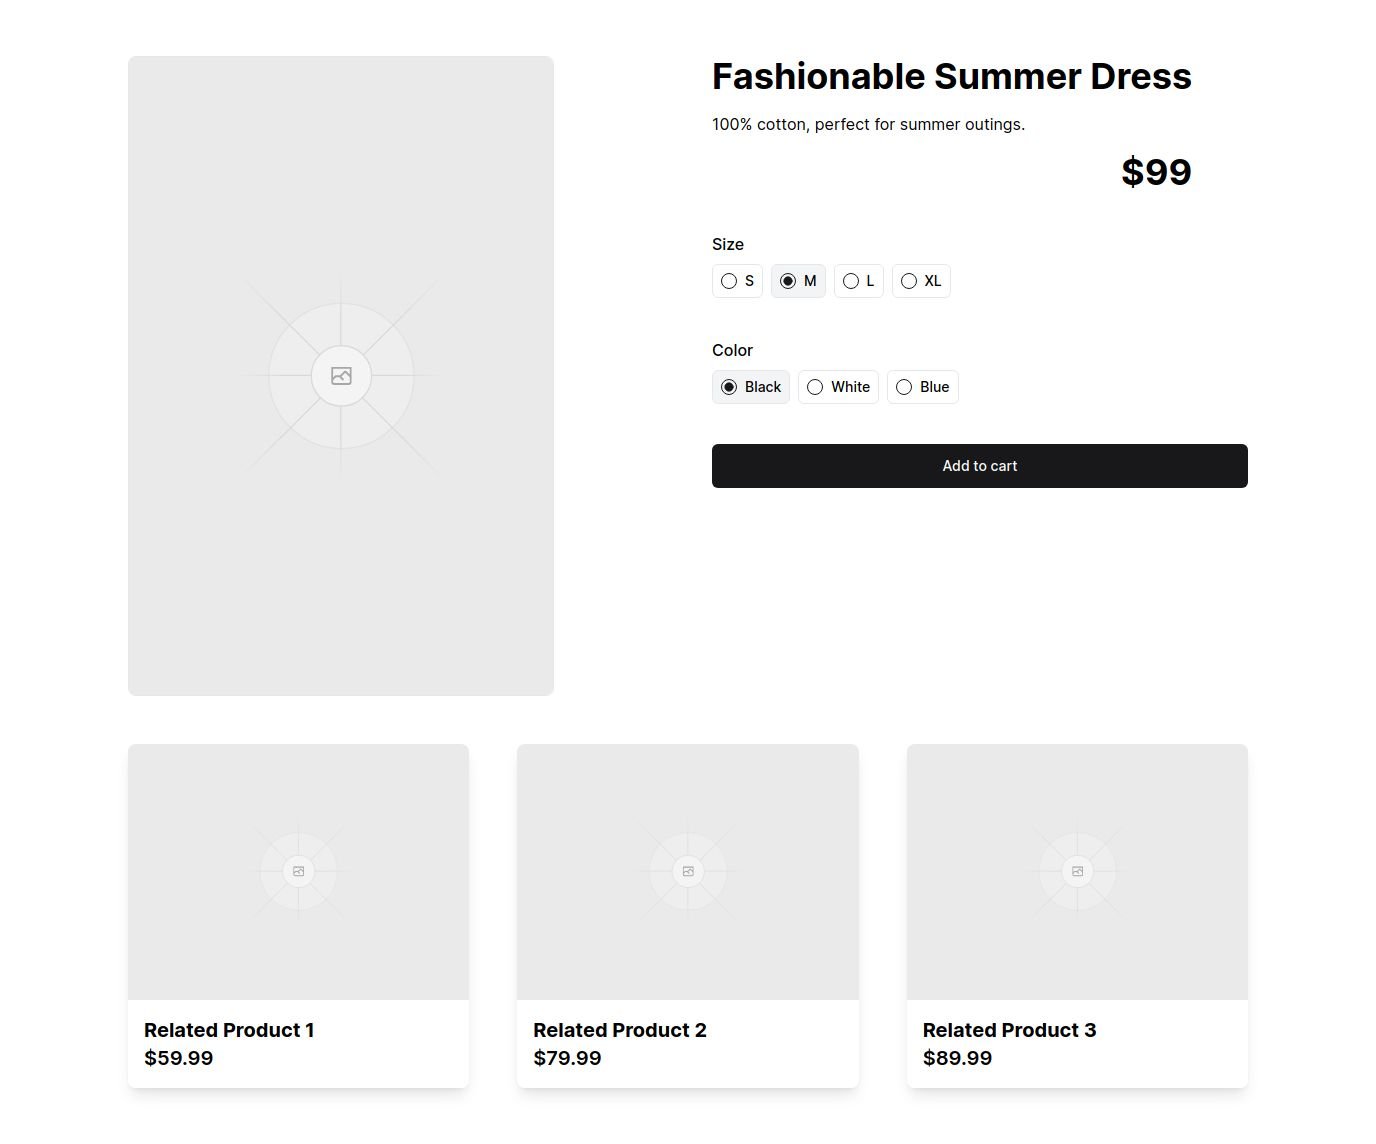 Fashionable Summer Dress
100% cotton, perfect for summer outings.
$99
Size
S M L XL
Color
Black White Blue
Add to cart
Related Product 1
$59.99
Related Product 2
$79.99
Related Product 3
$89.99